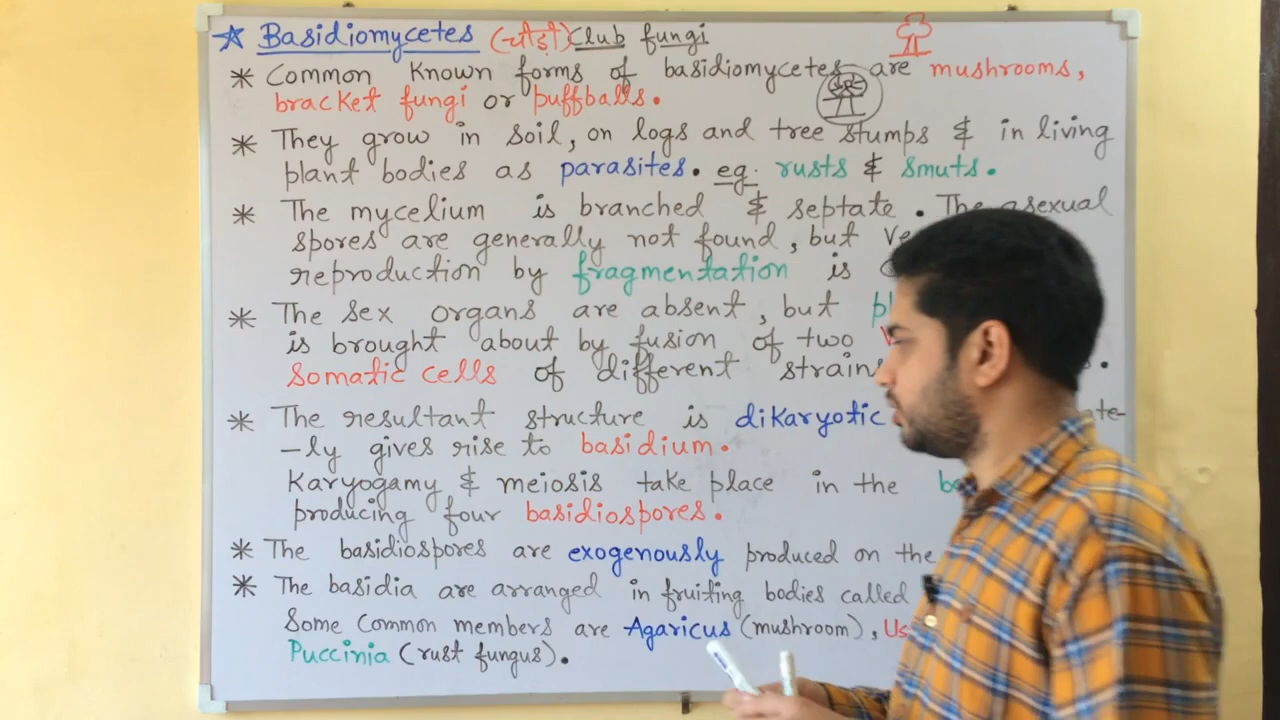 ☆ Basidiomycetes (चौड़ी) Club fungi
* Common known forms of basidiomycetes are mushrooms,
bracket fungi or puffballs.
* They grow in soil, on logs and tree stumps & in living
plant bodies as parasites. eg. rusts & smuts.
* The mycelium is branched & septate. The asexual
spores are generally not found, but
reproduction by fragmentation is
* The sex organs are absent, but
is brought about by fusion of two
somatic cells of different strains
* The resultant structure is dikaryotic
-ly gives rise to basidium.
Karyogamy & meiosis take place in the
producing four basidiospores.
* The basidiospores are exogenously produced on the
* The basidia are arranged in fruiting bodies called
Some Common members are Agaricus (mushroom),
Puccinia (rust fungus).